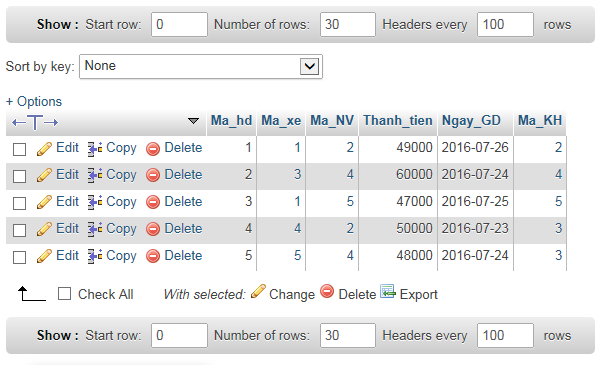 Show : Start row: 0 Number of rows: 30 Headers every 100 rows
Sort by key: None
+ Options
Ma_hd Ma_xe Ma_NV Thanh_tien Ngay_GD Ma_KH
Edit Copy Delete 1 1 2 49000 2016-07-26 2
Edit Copy Delete 2 3 4 60000 2016-07-24 4
Edit Copy Delete 3 1 5 47000 2016-07-25 5
Edit Copy Delete 4 4 2 50000 2016-07-23 3
Edit Copy Delete 5 5 4 48000 2016-07-24 3
Check All With selected: Change Delete Export
Show : Start row: 0 Number of rows: 30 Headers every 100 rows